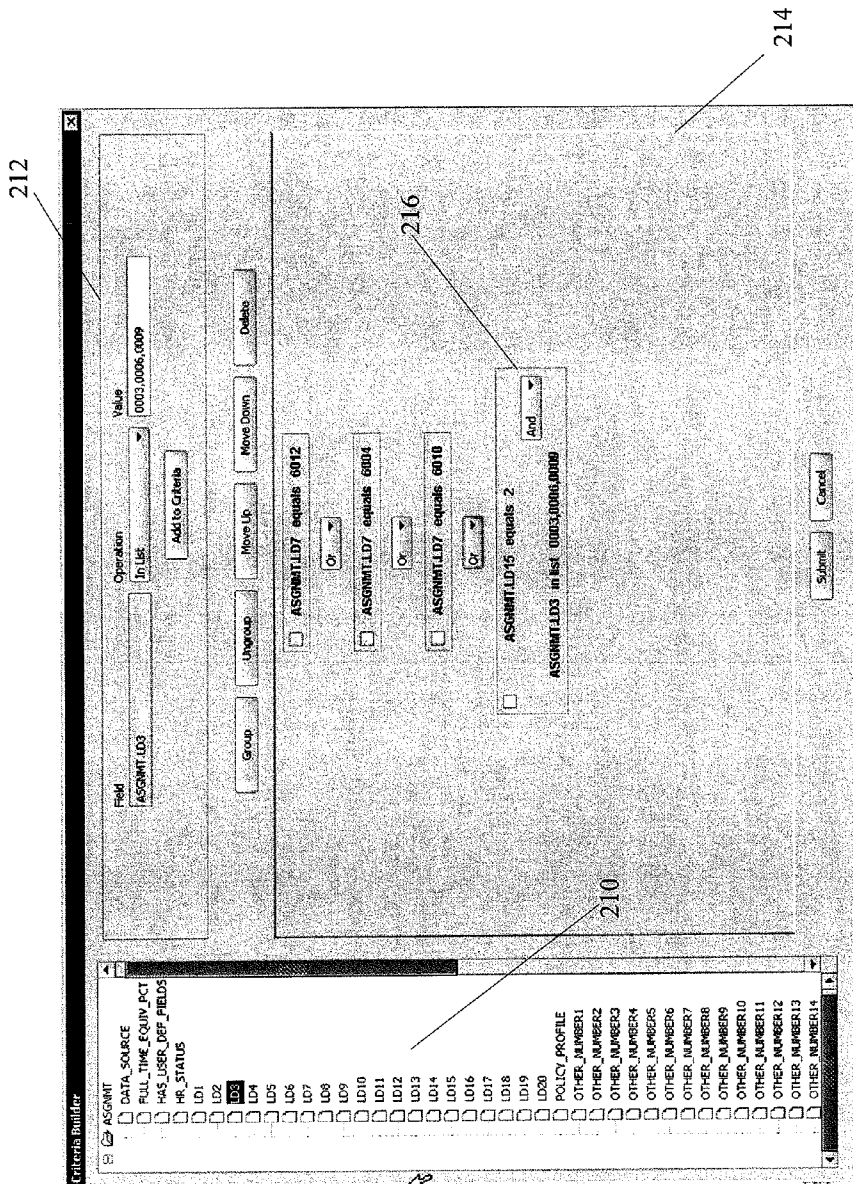 212
Criteria Builder
ASGNMT
DATA_SOURCE
FULL_TIME_EQUIV_PCT
HAS_USER_DEF_FIELDS
HR_STATUS
LD1
LD2
LD3
LD4
LD5
LD6
LD7
LD8
LD9
LD10
LD11
LD12
LD13
LD14
LD15
LD16
LD17
LD18
LD19
LD20
POLICY_PROFILE
OTHER_NUMBER1
OTHER_NUMBER2
OTHER_NUMBER3
OTHER_NUMBER4
OTHER_NUMBER5
OTHER_NUMBER6
OTHER_NUMBER7
OTHER_NUMBER8
OTHER_NUMBER9
OTHER_NUMBER10
OTHER_NUMBER11
OTHER_NUMBER12
OTHER_NUMBER13
OTHER_NUMBER14
210
Field Operation Value
ASGNMT.LD3 In List 0003,0006,0009
Add to Criteria
Group Ungroup Move Up Move Down Delete
ASGNMT.LD7 equals 6012
Or
ASGNMT.LD7 equals 6004
Or
ASGNMT.LD7 equals 6010
Or
216
ASGNMT.LD15 equals 2
And
ASGNMT.LD3 in list 0003,0006,0009
Submit Cancel
214